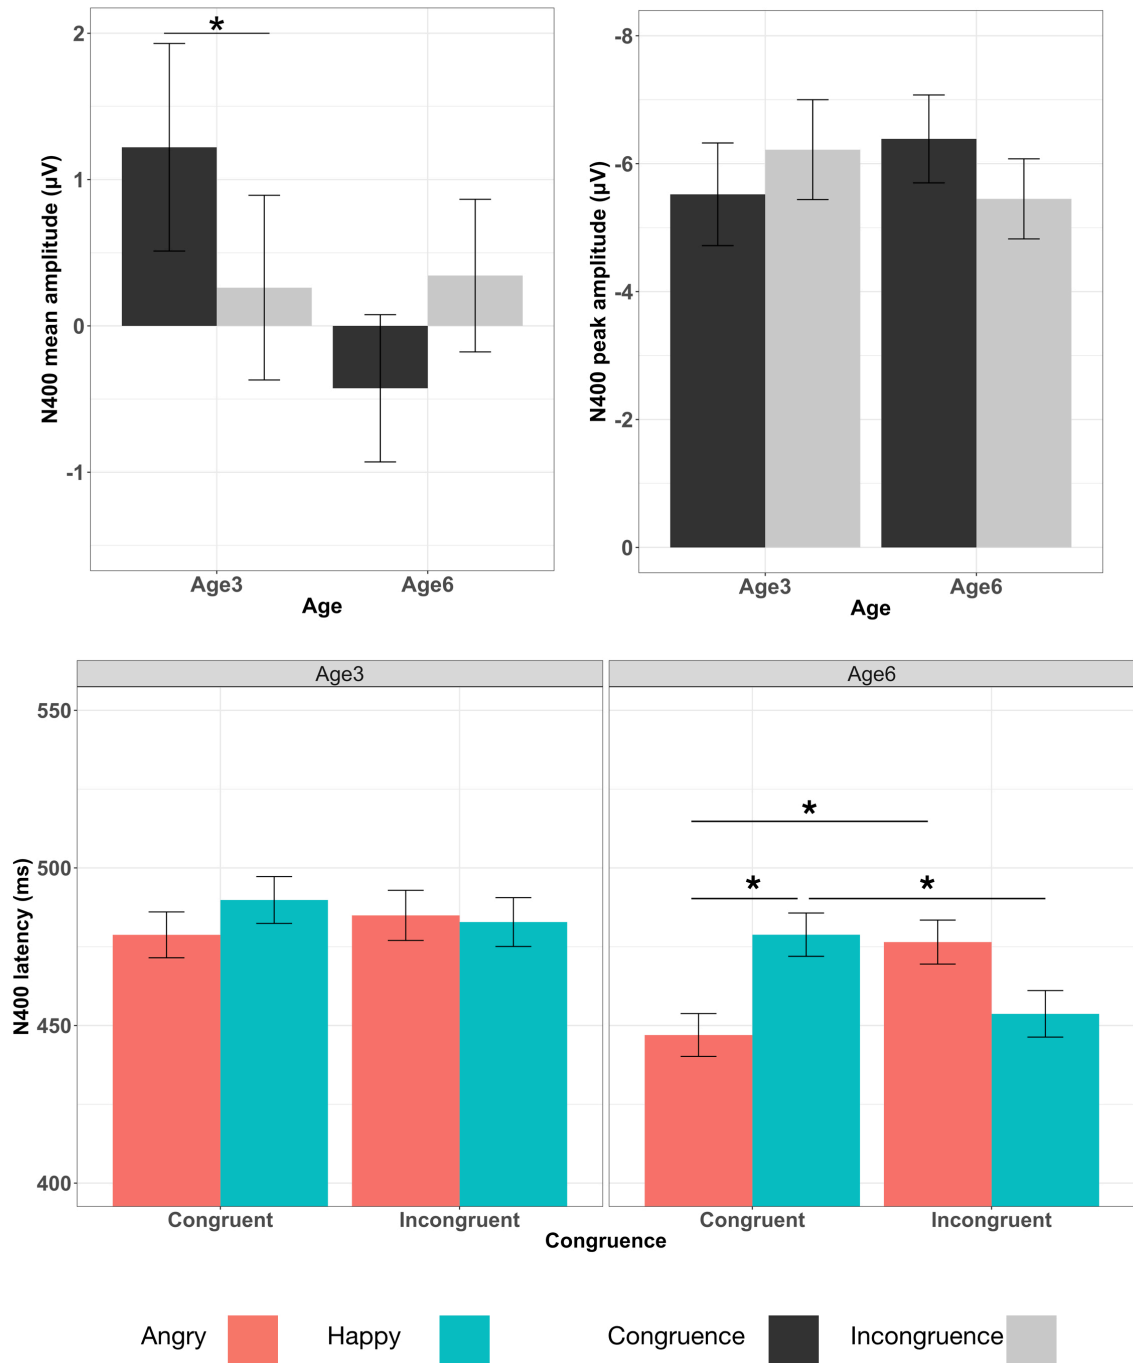 *
2
1
0
-1
N400 mean amplitude (μV)
Age3
Age6
Age
-8
-6
-4
-2
0
N400 peak amplitude (μV)
Age3
Age6
Age
Age3
Age6
550
500
450
400
N400 latency (ms)
*
*
*
Congruent
Incongruent
Congruent
Incongruent
Congruence
Angry
Happy
Congruence
Incongruence